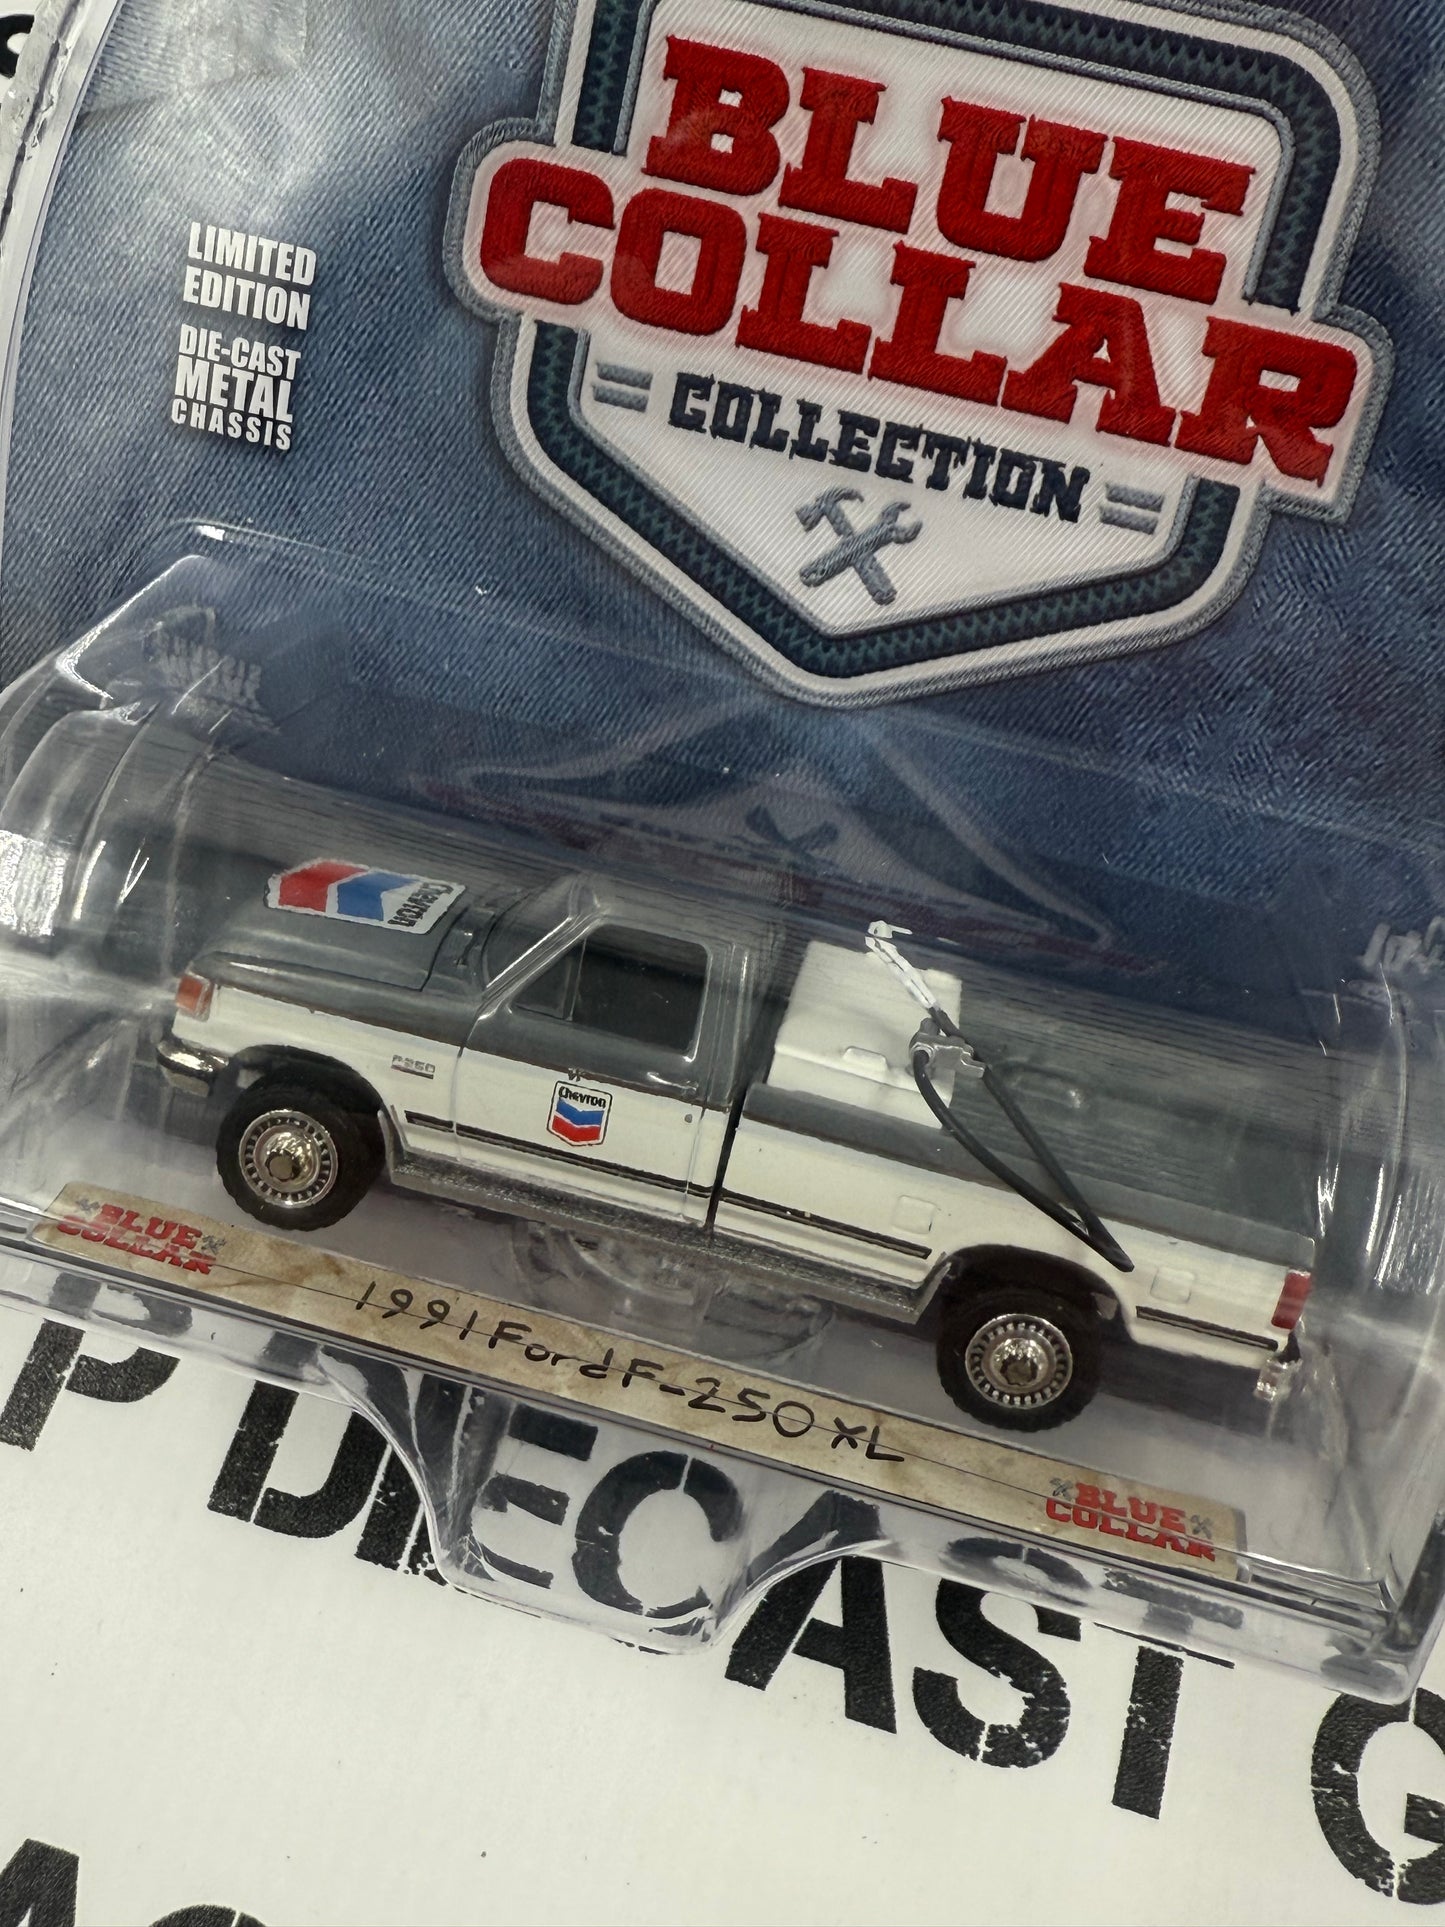 BLUE
COLLAR
COLLECTION
LIMITED
EDITION
DIE-CAST
METAL
CHASSIS
Chevron
F-250
Chevron
BLUE
COLLAR
1991 Ford F-250 XL
BLUE
COLLAR
P DIECAST G